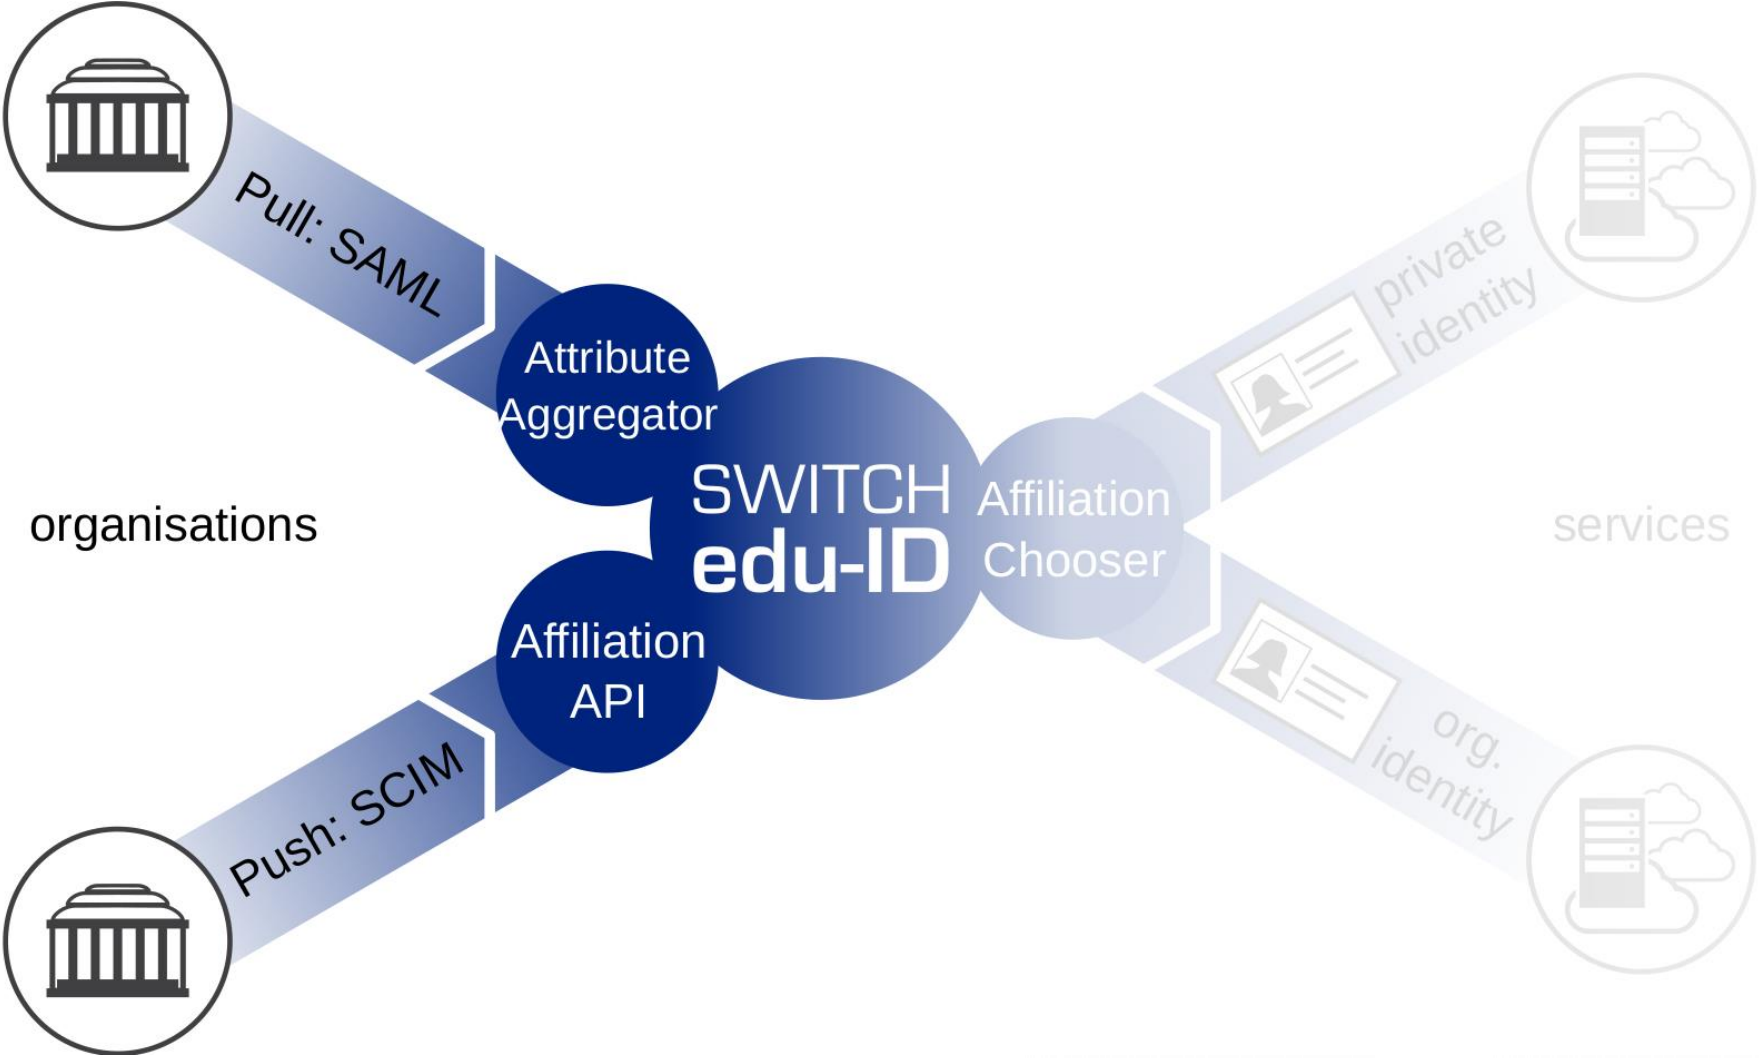 Pull: SAML
Attribute
Aggregator
organisations
SWITCH
edu-ID
Affiliation
API
Push: SCIM
Affiliation
Chooser
private
identity
services
org.
identity